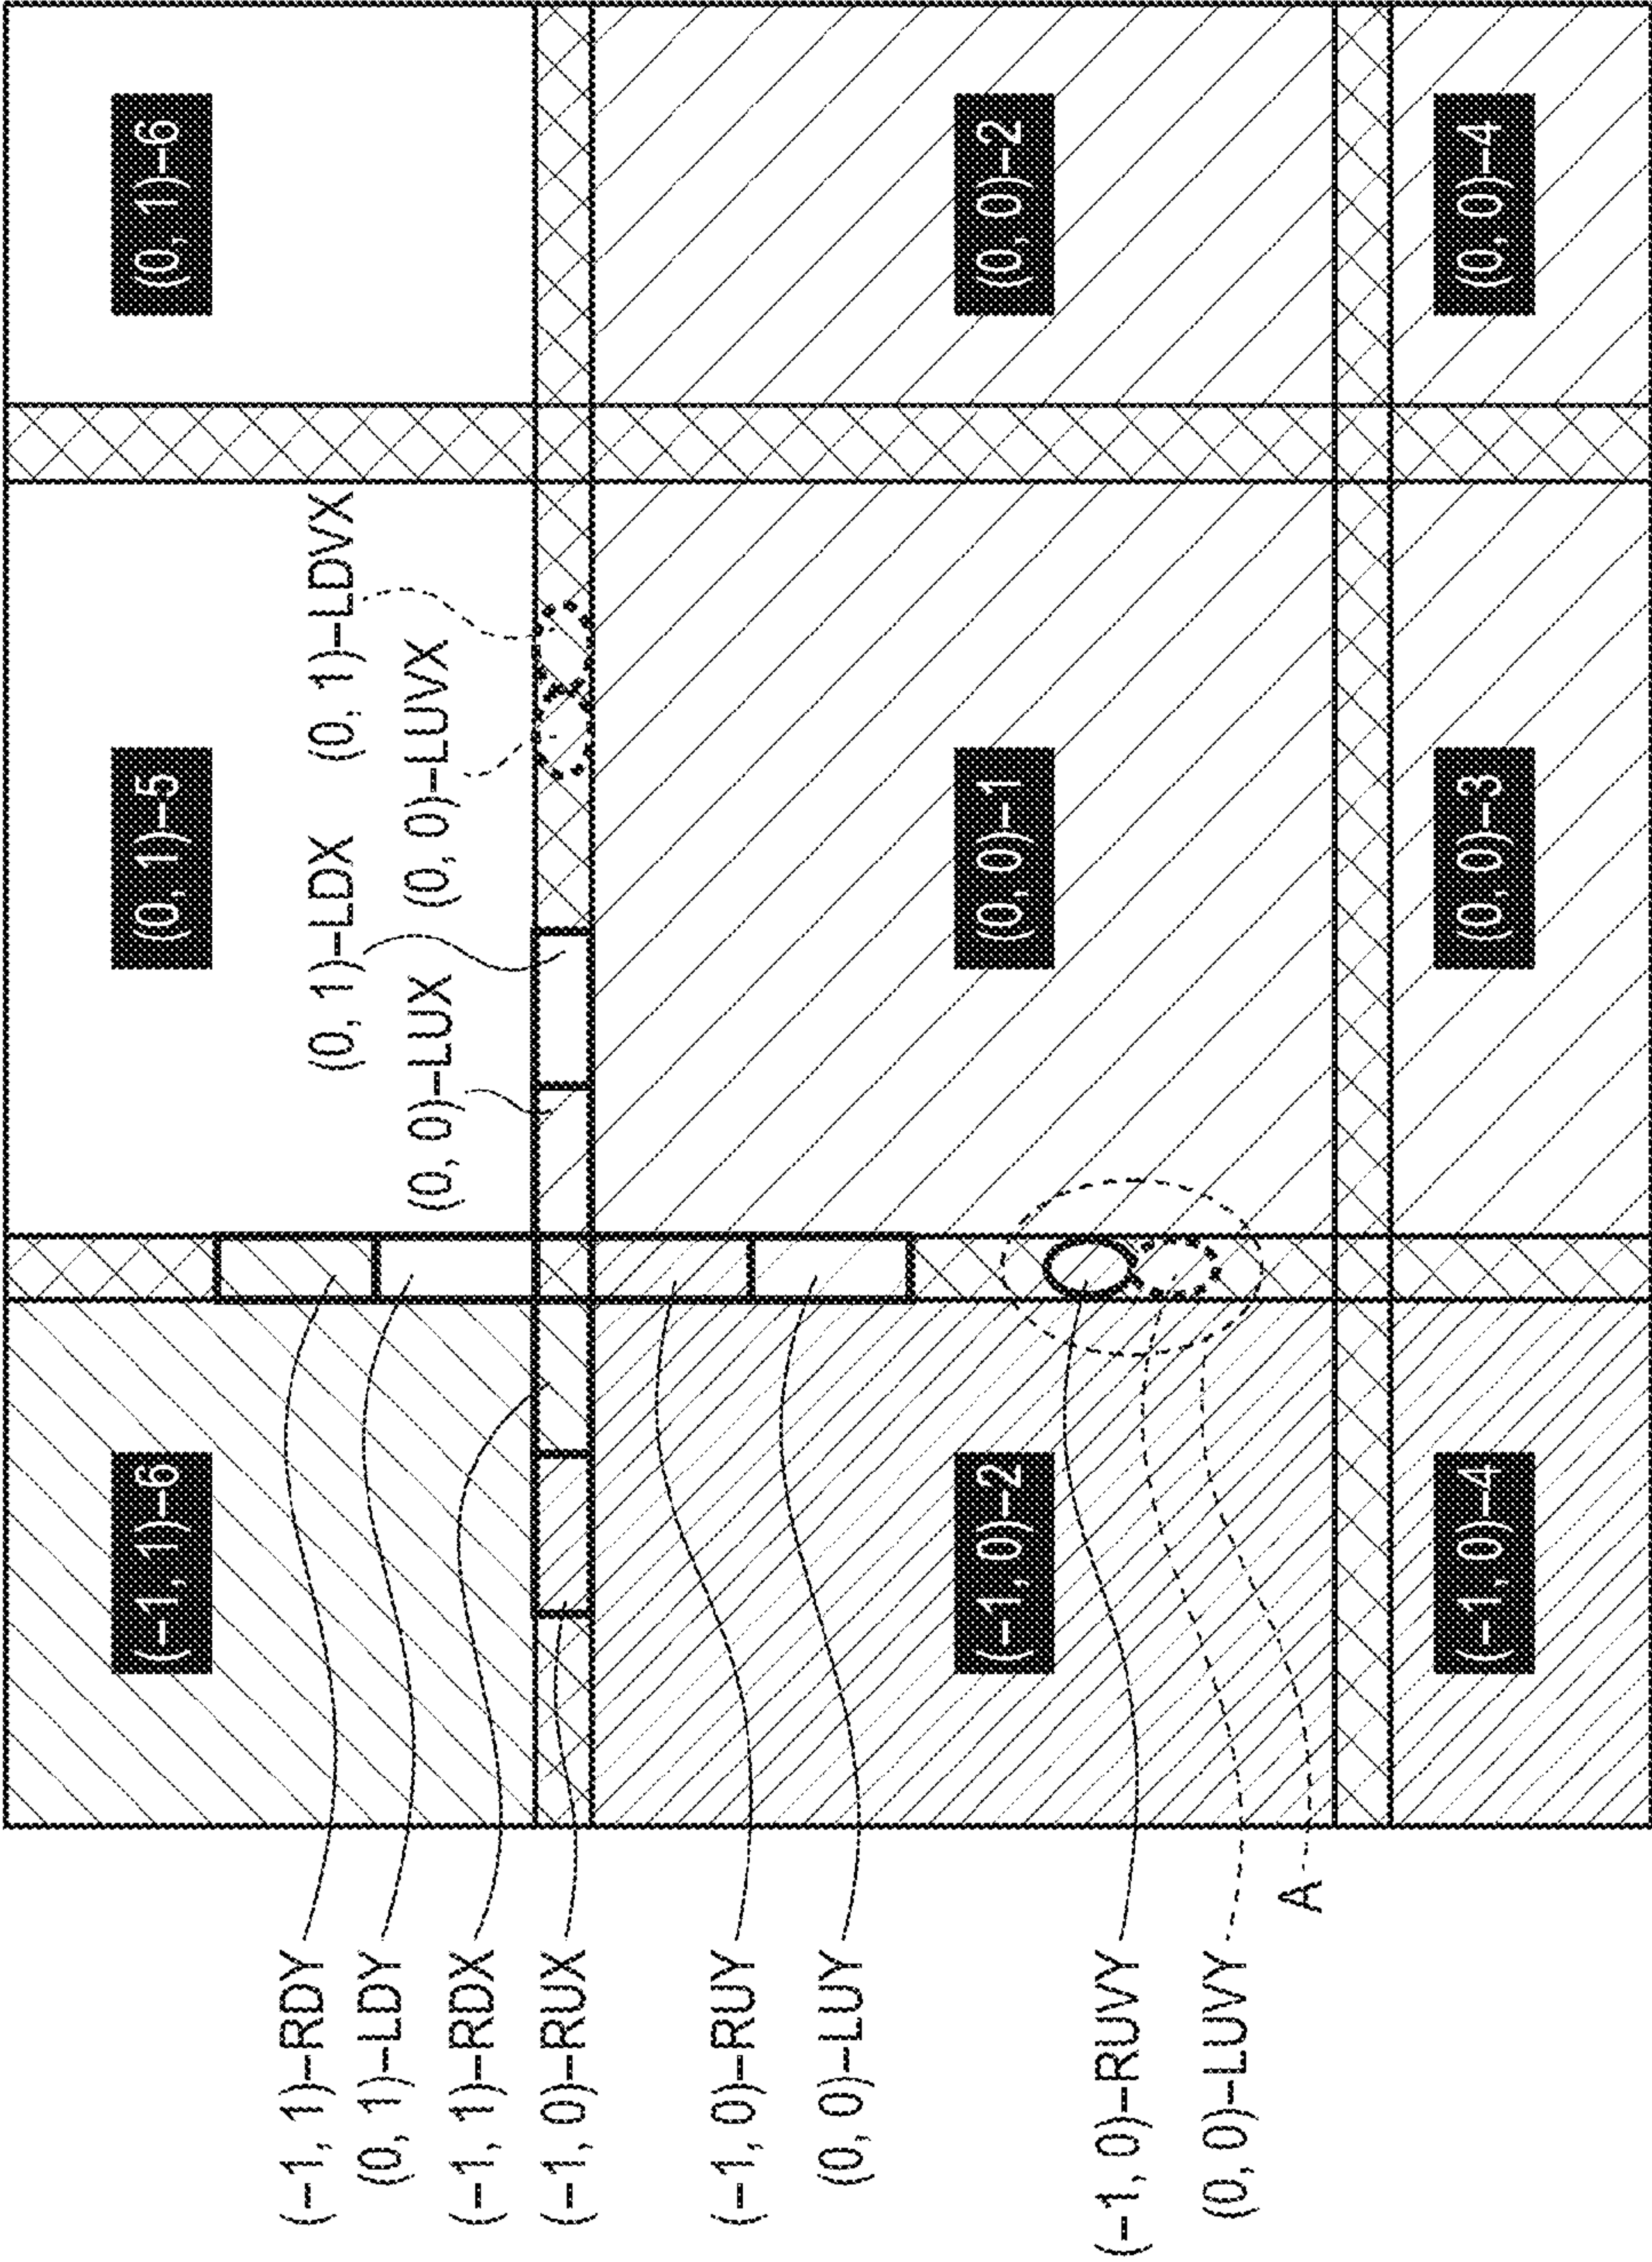 (−1, 1)−6
(0, 1)−5
(0, 1)−6
(−1, 1)−RDY
(0, 1)−LDX
(0, 1)−LDVX
(0, 1)−LDY
(0, 0)−LUX
(0, 0)−LUVX
(−1, 1)−RDX
(−1, 0)−RUX
(−1, 0)−RUY
(0, 0)−LUY
(−1, 0)−2
(0, 0)−1
(0, 0)−2
(−1, 0)−RUVY
(0, 0)−LUVY
A
(−1, 0)−4
(0, 0)−3
(0, 0)−4